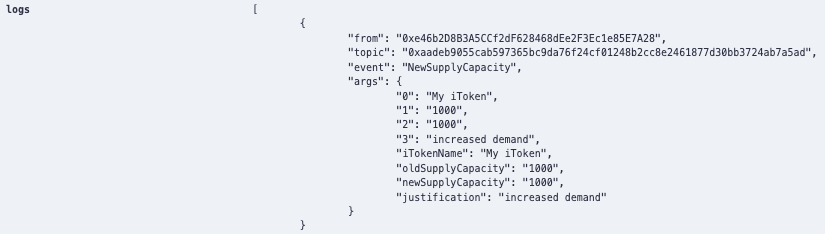 logs [
{
"from": "0xe46b2D8B3A5CCf2dF628468dEe2F3Ec1e85E7A28",
"topic": "0xaadeb9055cab597365bc9da76f24cf01248b2cc8e2461877d30bb3724ab7a5ad",
"event": "NewSupplyCapacity",
"args": {
"0": "My iToken",
"1": "1000",
"2": "1000",
"3": "increased demand",
"iTokenName": "My iToken",
"oldSupplyCapacity": "1000",
"newSupplyCapacity": "1000",
"justification": "increased demand"
}
}